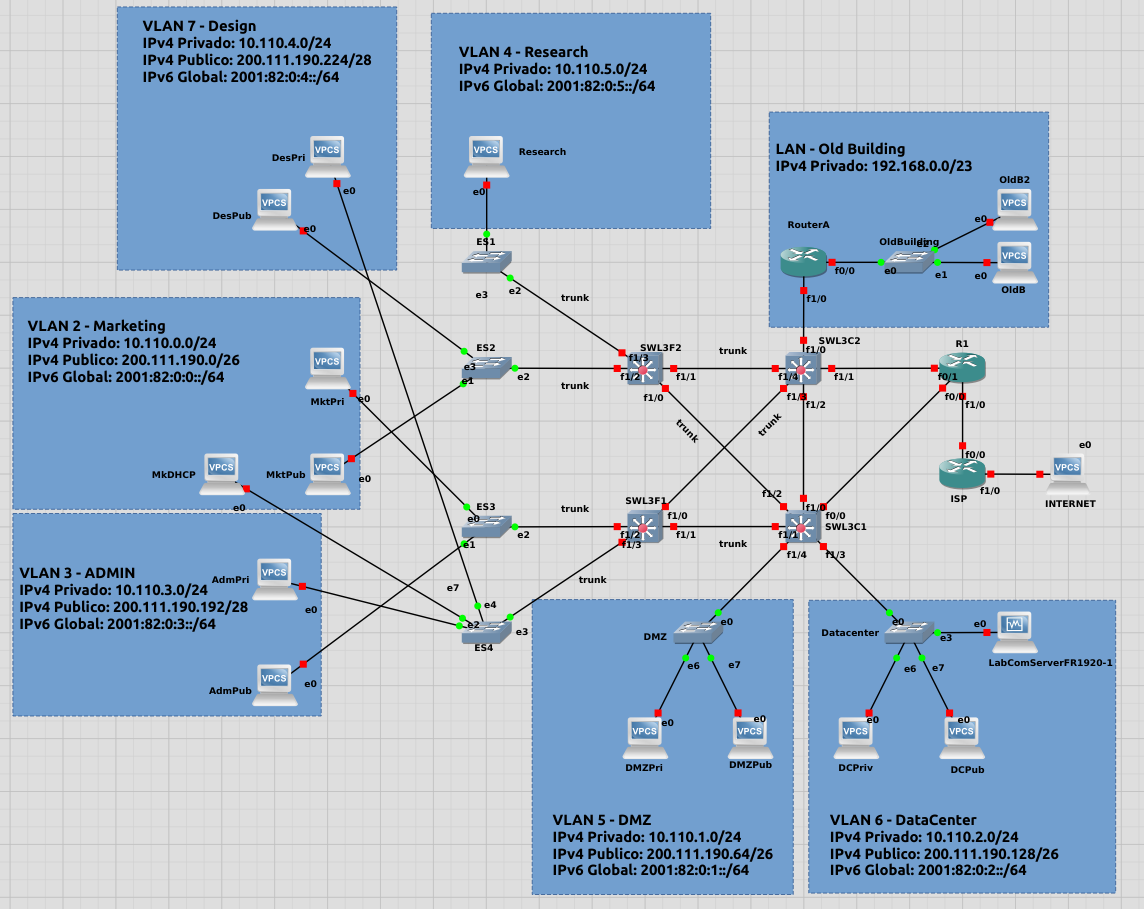 VLAN 7 - Design
IPv4 Privado: 10.110.4.0/24
IPv4 Publico: 200.111.190.224/28
IPv6 Global: 2001:82:0:4::/64
VPCS
DesPri
e0
VPCS
DesPub
e0
VLAN 4 - Research
IPv4 Privado: 10.110.5.0/24
IPv6 Global: 2001:82:0:5::/64
VPCS
Research
e0
ES1
e3
e2
trunk
LAN - Old Building
IPv4 Privado: 192.168.0.0/23
OldB2
VPCS
e0
RouterA
OldBuilding
e2
f0/0
e0
e1
VPCS
e0
OldB
f1/0
VLAN 2 - Marketing
IPv4 Privado: 10.110.0.0/24
IPv4 Publico: 200.111.190.0/26
IPv6 Global: 2001:82:0:0::/64
VPCS
MktPri
e0
VPCS
MkDHCP
e0
VPCS
MktPub
e0
ES2
e3
e1
e2
trunk
SWL3F2
f1/3
f1/2
f1/1
f1/0
trunk
trunk
trunk
SWL3C2
f1/0
f1/4
f1/1
f1/3
f1/2
R1
f0/1
f0/0
f1/0
f0/0
ISP
f1/0
VPCS
e0
INTERNET
ES3
e0
e1
e2
trunk
SWL3F1
f1/0
f1/2
f1/1
f1/3
trunk
trunk
f1/2
f1/0
f0/0
SWL3C1
f1/1
f1/4
f1/3
VLAN 3 - ADMIN
IPv4 Privado: 10.110.3.0/24
IPv4 Publico: 200.111.190.192/28
IPv6 Global: 2001:82:0:3::/64
VPCS
AdmPri
e0
VPCS
AdmPub
e0
e7
e4
e2
e3
ES4
DMZ
e0
e6
e7
VPCS
e0
DMZPri
VPCS
e0
DMZPub
VLAN 5 - DMZ
IPv4 Privado: 10.110.1.0/24
IPv4 Publico: 200.111.190.64/26
IPv6 Global: 2001:82:0:1::/64
Datacenter
e0
e3
e0
LabComServerFR1920-1
e6
e7
VPCS
e0
DCPriv
VPCS
e0
DCPub
VLAN 6 - DataCenter
IPv4 Privado: 10.110.2.0/24
IPv4 Publico: 200.111.190.128/26
IPv6 Global: 2001:82:0:2::/64